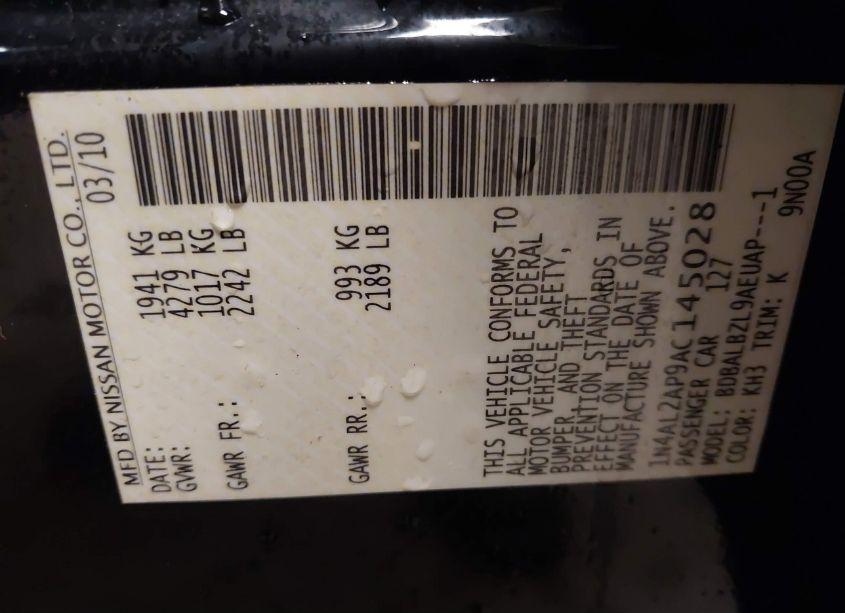 MFD BY NISSAN MOTOR CO., LTD.
DATE: 03/10
GVWR: 1941 KG
4279 LB
GAWR FR.: 1017 KG
2242 LB
GAWR RR.: 993 KG
2189 LB
THIS VEHICLE CONFORMS TO
ALL APPLICABLE FEDERAL
MOTOR VEHICLE SAFETY,
BUMPER, AND THEFT
PREVENTION STANDARDS IN
EFFECT ON THE DATE OF
MANUFACTURE SHOWN ABOVE.
1N4AL2AP9AC145028
PASSENGER CAR 127
MODEL: BDBALBZL9AEUAP---1
COLOR: KH3 TRIM: K 9N00A